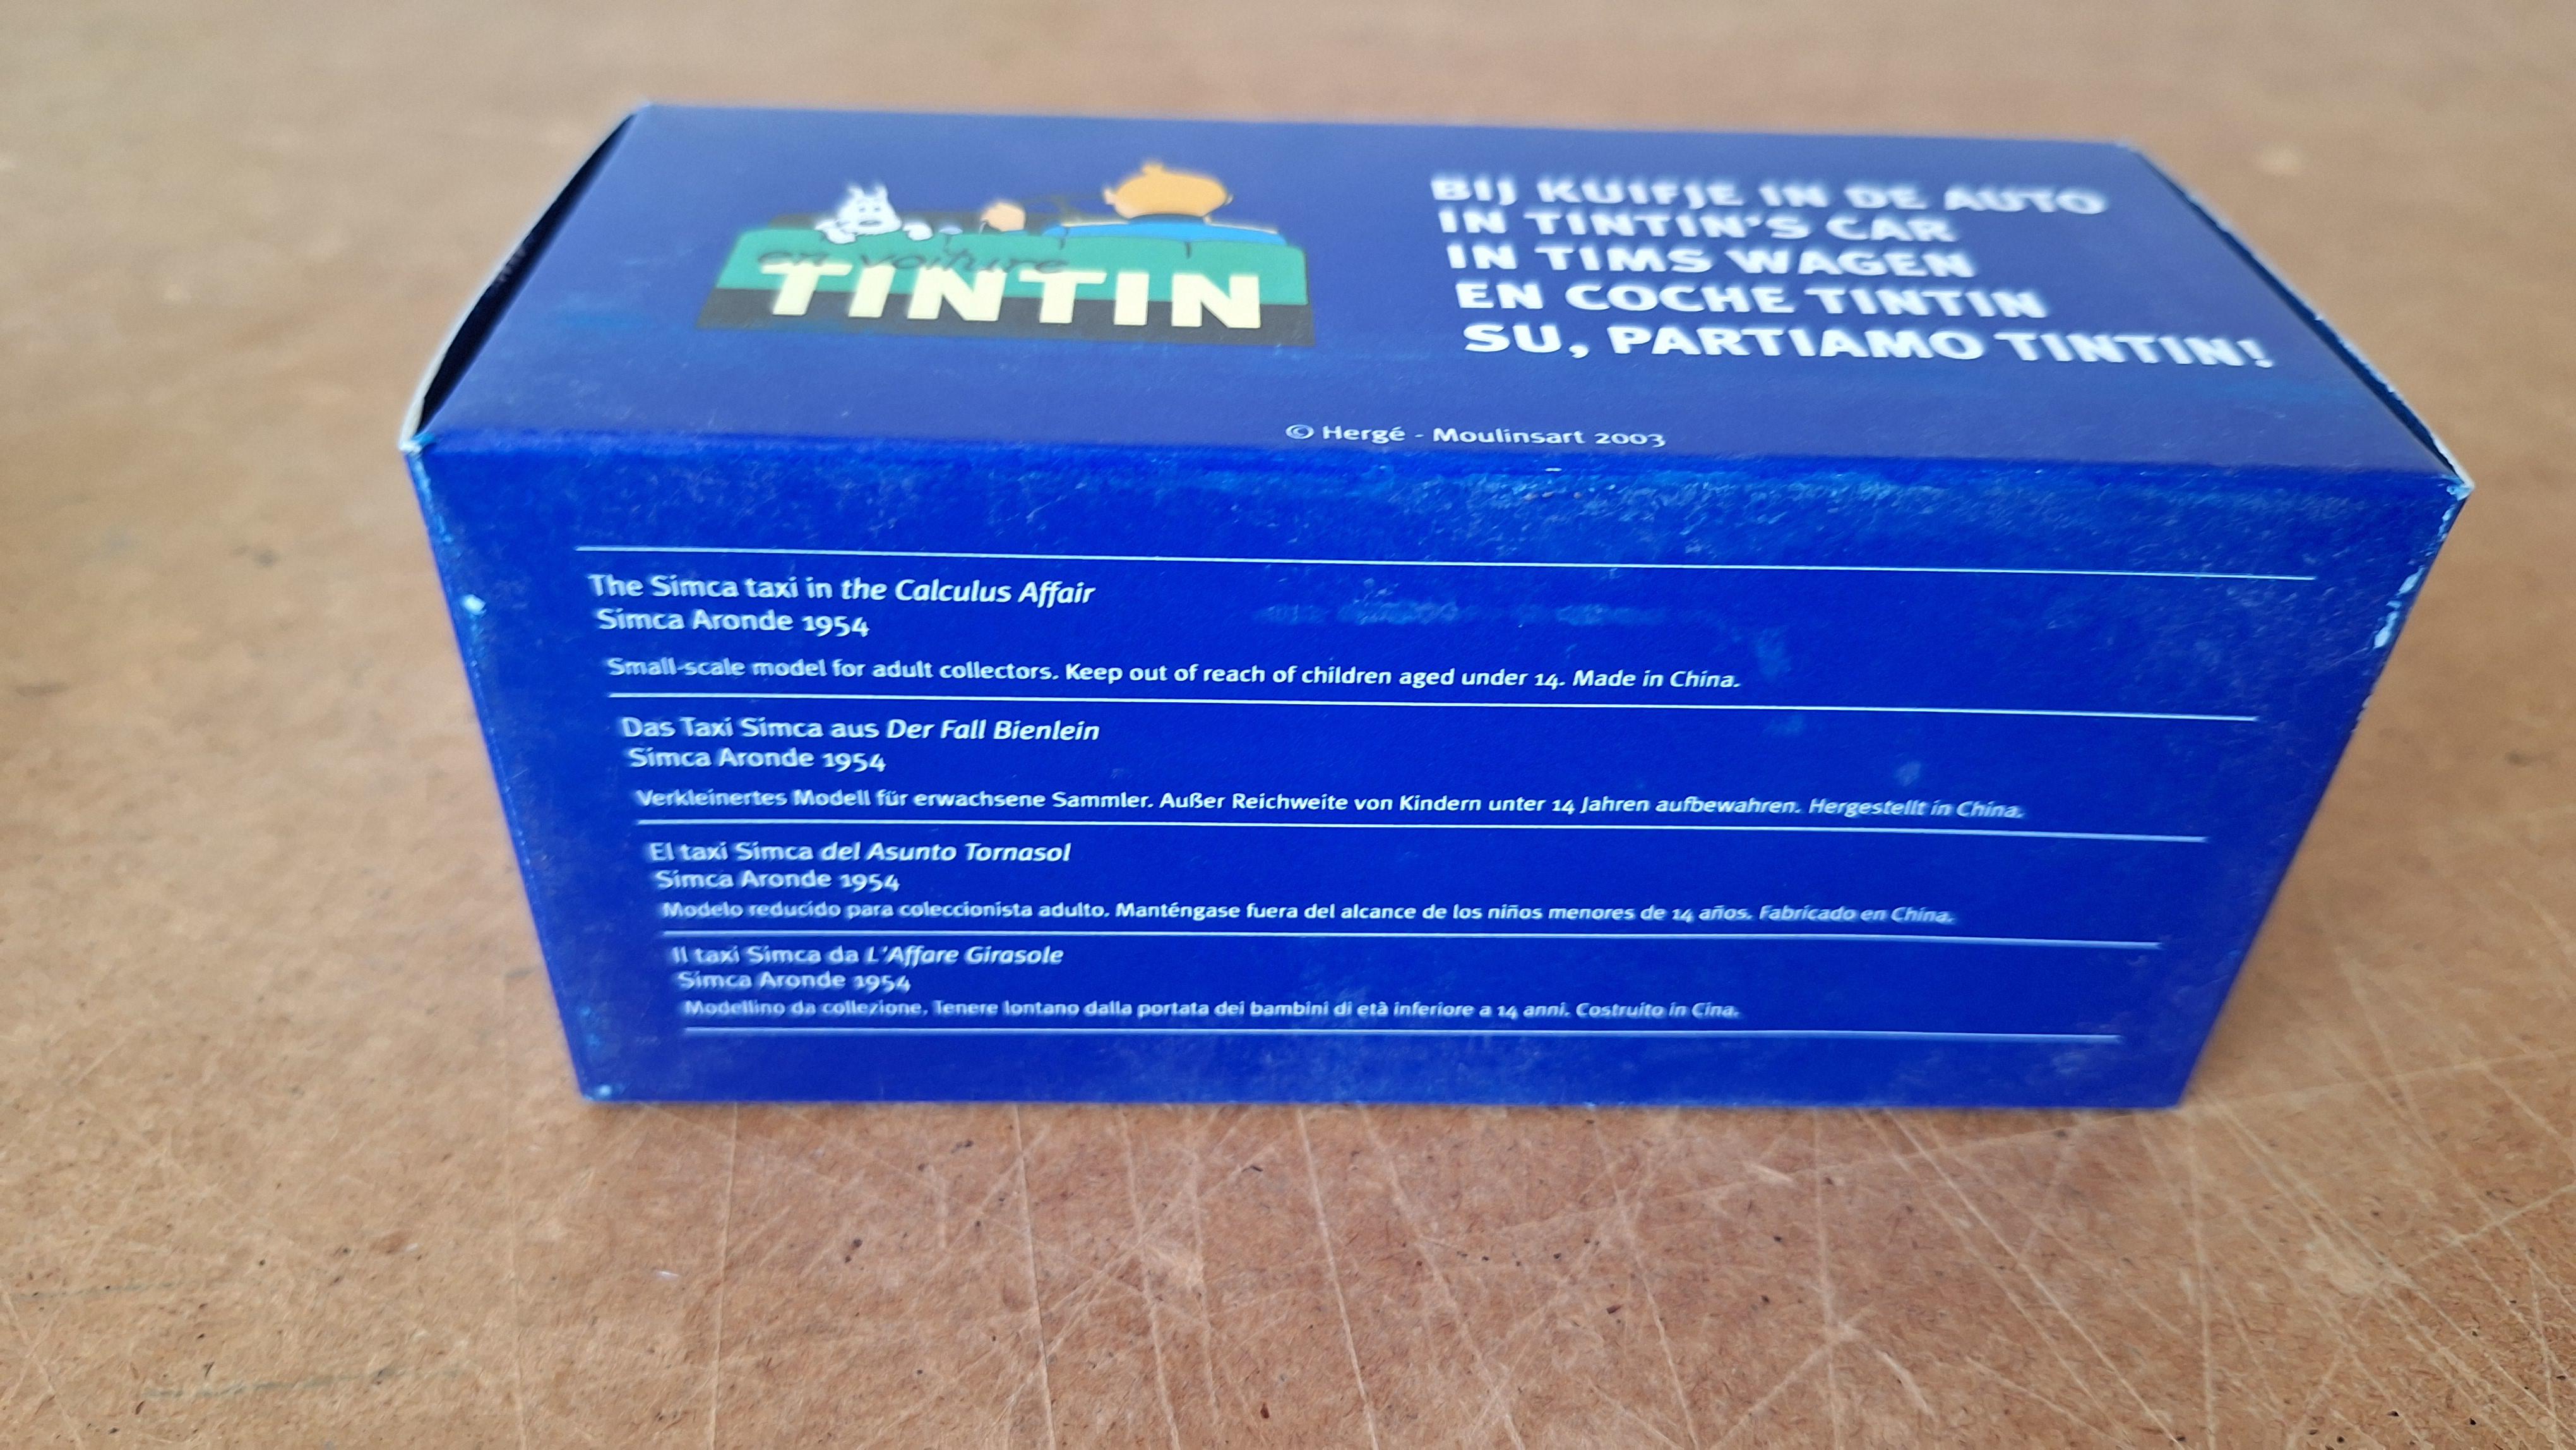 en voiture
TINTIN
BIJ KUIFJE IN DE AUTO
IN TINTIN'S CAR
IN TIMS WAGEN
EN COCHE TINTIN
SU, PARTIAMO TINTIN!
© Hergé - Moulinsart 2003
The Simca taxi in the Calculus Affair
Simca Aronde 1954
Small-scale model for adult collectors. Keep out of reach of children aged under 14. Made in China.
Das Taxi Simca aus Der Fall Bienlein
Simca Aronde 1954
Verkleinertes Modell für erwachsene Sammler. Außer Reichweite von Kindern unter 14 Jahren aufbewahren. Hergestellt in China.
El taxi Simca del Asunto Tornasol
Simca Aronde 1954
Modelo reducido para coleccionista adulto. Manténgase fuera del alcance de los niños menores de 14 años. Fabricado en China.
Il taxi Simca da L'Affare Girasole
Simca Aronde 1954
Modellino da collezione. Tenere lontano dalla portata dei bambini di età inferiore a 14 anni. Costruito in Cina.